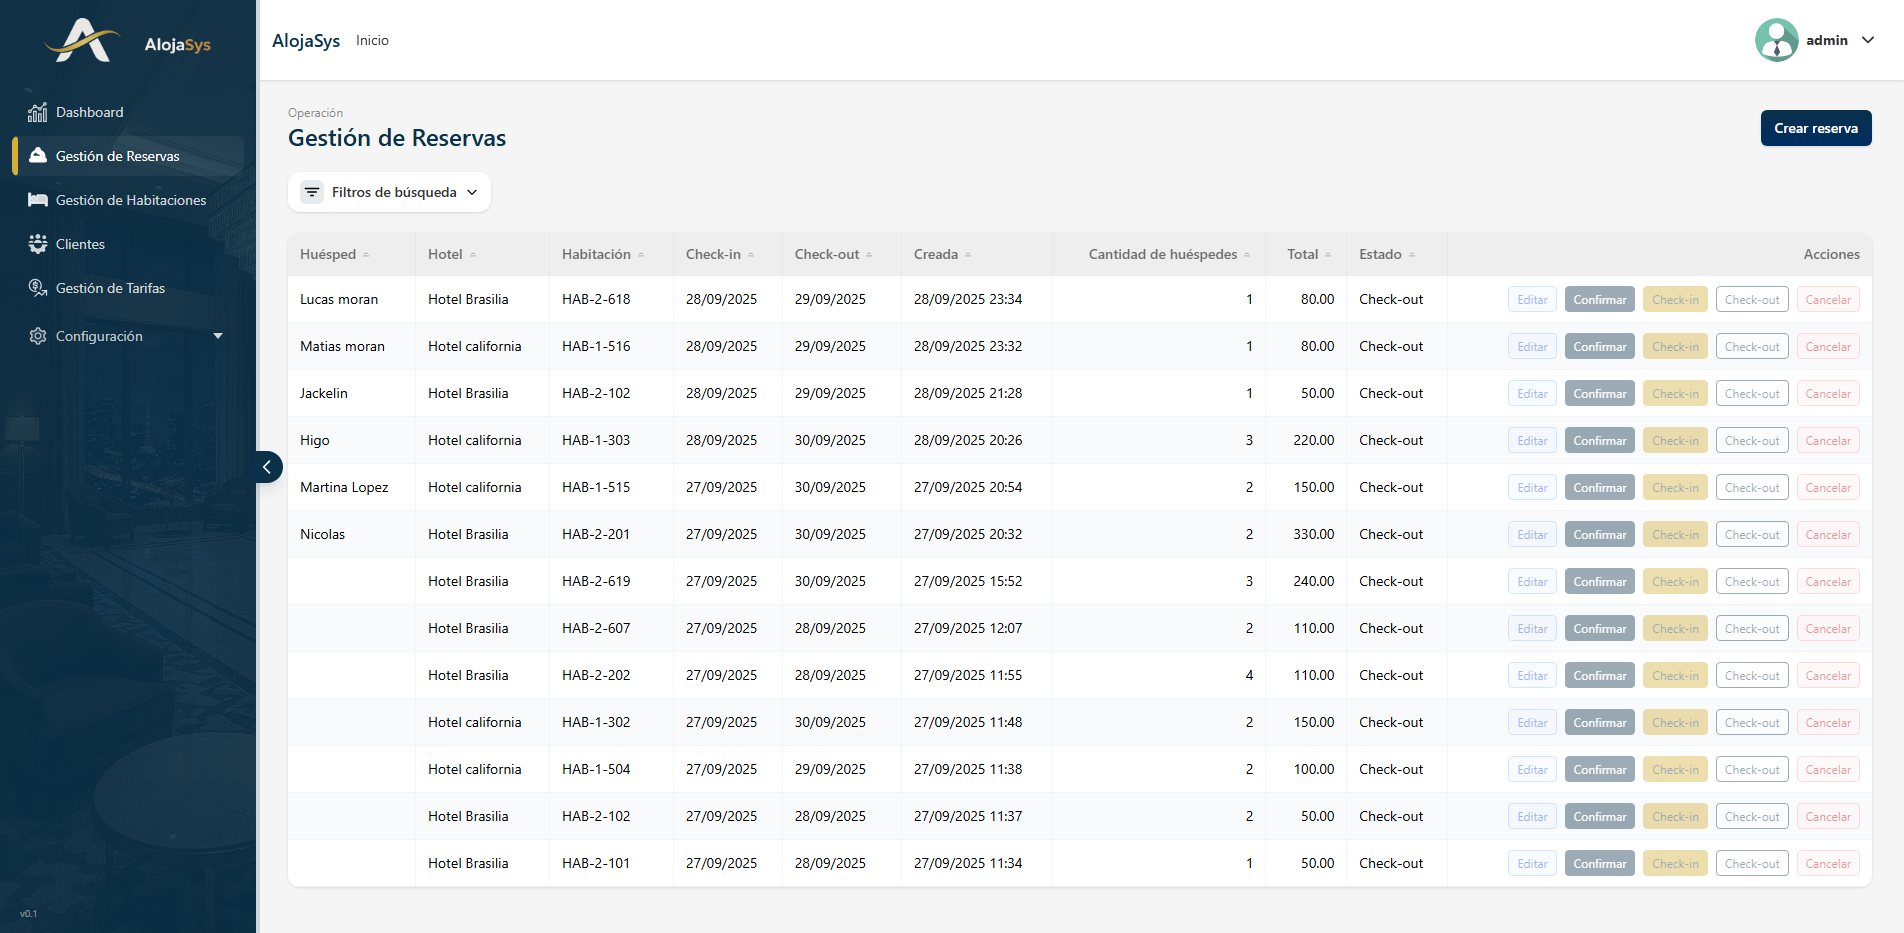 AlojaSys
Dashboard
Gestión de Reservas
Gestión de Habitaciones
Clientes
Gestión de Tarifas
Configuración
v0.1
AlojaSys Inicio
admin
Operación
Gestión de Reservas
Crear reserva
Filtros de búsqueda
Huésped Hotel Habitación Check-in Check-out Creada Cantidad de huéspedes Total Estado Acciones
Lucas moran Hotel Brasilia HAB-2-618 28/09/2025 29/09/2025 28/09/2025 23:34 1 80.00 Check-out Editar Confirmar Check-in Check-out Cancelar
Matias moran Hotel california HAB-1-516 28/09/2025 29/09/2025 28/09/2025 23:32 1 80.00 Check-out Editar Confirmar Check-in Check-out Cancelar
Jackelin Hotel Brasilia HAB-2-102 28/09/2025 29/09/2025 28/09/2025 21:28 1 50.00 Check-out Editar Confirmar Check-in Check-out Cancelar
Higo Hotel california HAB-1-303 28/09/2025 30/09/2025 28/09/2025 20:26 3 220.00 Check-out Editar Confirmar Check-in Check-out Cancelar
Martina Lopez Hotel california HAB-1-515 27/09/2025 30/09/2025 27/09/2025 20:54 2 150.00 Check-out Editar Confirmar Check-in Check-out Cancelar
Nicolas Hotel Brasilia HAB-2-201 27/09/2025 30/09/2025 27/09/2025 20:32 2 330.00 Check-out Editar Confirmar Check-in Check-out Cancelar
Hotel Brasilia HAB-2-619 27/09/2025 30/09/2025 27/09/2025 15:52 3 240.00 Check-out Editar Confirmar Check-in Check-out Cancelar
Hotel Brasilia HAB-2-607 27/09/2025 28/09/2025 27/09/2025 12:07 2 110.00 Check-out Editar Confirmar Check-in Check-out Cancelar
Hotel Brasilia HAB-2-202 27/09/2025 28/09/2025 27/09/2025 11:55 4 110.00 Check-out Editar Confirmar Check-in Check-out Cancelar
Hotel california HAB-1-302 27/09/2025 30/09/2025 27/09/2025 11:48 2 150.00 Check-out Editar Confirmar Check-in Check-out Cancelar
Hotel california HAB-1-504 27/09/2025 29/09/2025 27/09/2025 11:38 2 100.00 Check-out Editar Confirmar Check-in Check-out Cancelar
Hotel Brasilia HAB-2-102 27/09/2025 28/09/2025 27/09/2025 11:37 2 50.00 Check-out Editar Confirmar Check-in Check-out Cancelar
Hotel Brasilia HAB-2-101 27/09/2025 28/09/2025 27/09/2025 11:34 1 50.00 Check-out Editar Confirmar Check-in Check-out Cancelar